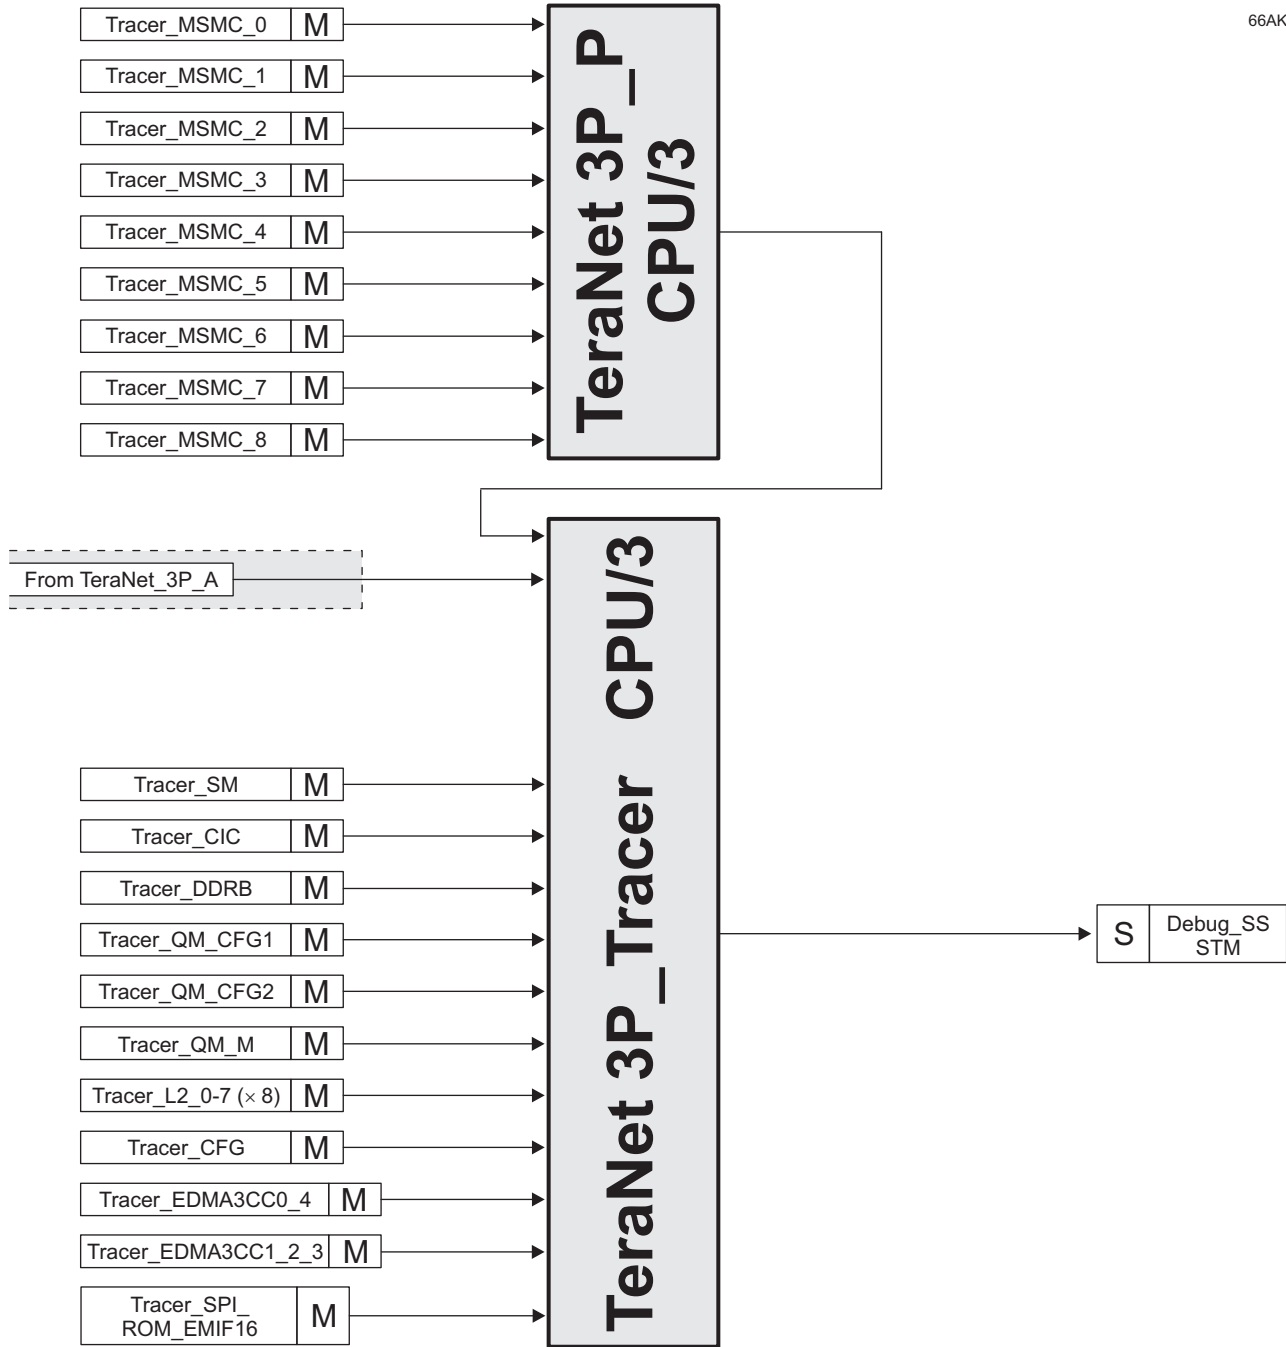 Tracer_MSMC_0 M
66AK
Tracer_MSMC_1 M
Tracer_MSMC_2 M
Tracer_MSMC_3 M
Tracer_MSMC_4 M
Tracer_MSMC_5 M
Tracer_MSMC_6 M
Tracer_MSMC_7 M
Tracer_MSMC_8 M
TeraNet 3P_P
CPU/3
From TeraNet_3P_A
Tracer_SM M
Tracer_CIC M
Tracer_DDRB M
Tracer_QM_CFG1 M
Tracer_QM_CFG2 M
Tracer_QM_M M
Tracer_L2_0-7 (× 8) M
Tracer_CFG M
Tracer_EDMA3CC0_4 M
Tracer_EDMA3CC1_2_3 M
Tracer_SPI_
ROM_EMIF16 M
TeraNet 3P_Tracer CPU/3
S Debug_SS
STM